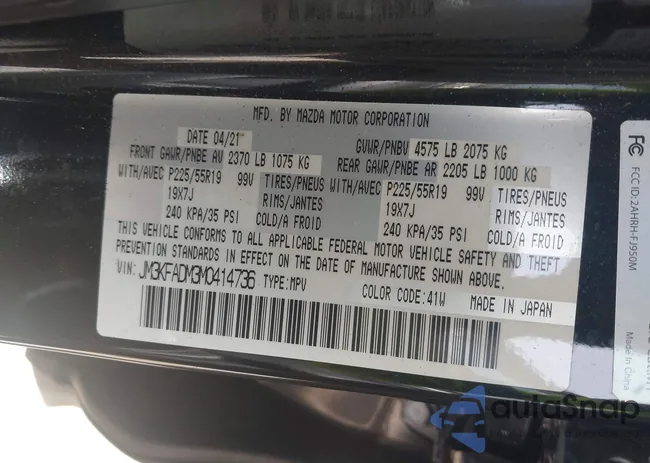 MFD. BY MAZDA MOTOR CORPORATION
DATE 04/21
GVWR/PNBV 4575 LB 2075 KG
FRONT GAWR/PNBE AV 2370 LB 1075 KG
REAR GAWR/PNBE AR 2205 LB 1000 KG
WITH/AVEC P225/55R19 99V TIRES/PNEUS
19X7J RIMS/JANTES
240 KPA/35 PSI COLD/A FROID
WITH/AVEC P225/55R19 99V TIRES/PNEUS
19X7J RIMS/JANTES
240 KPA/35 PSI COLD/A FROID
THIS VEHICLE CONFORMS TO ALL APPLICABLE FEDERAL MOTOR VEHICLE SAFETY AND THEFT
PREVENTION STANDARDS IN EFFECT ON THE DATE OF MANUFACTURE SHOWN ABOVE.
VIN: JM3KFADM3M0414736 TYPE:MPV COLOR CODE:41W MADE IN JAPAN
FC
FCC ID: 2AHRH-FJ950M
Made In China
autoSnap